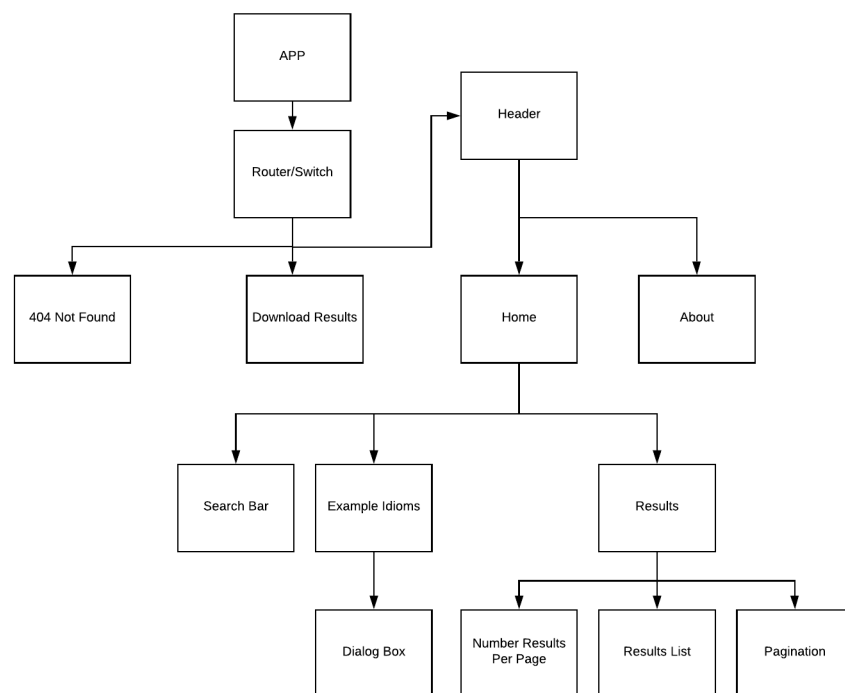 APP
Header
Router/Switch
404 Not Found
Download Results
Home
About
Search Bar
Example Idioms
Results
Dialog Box
Number Results
Per Page
Results List
Pagination